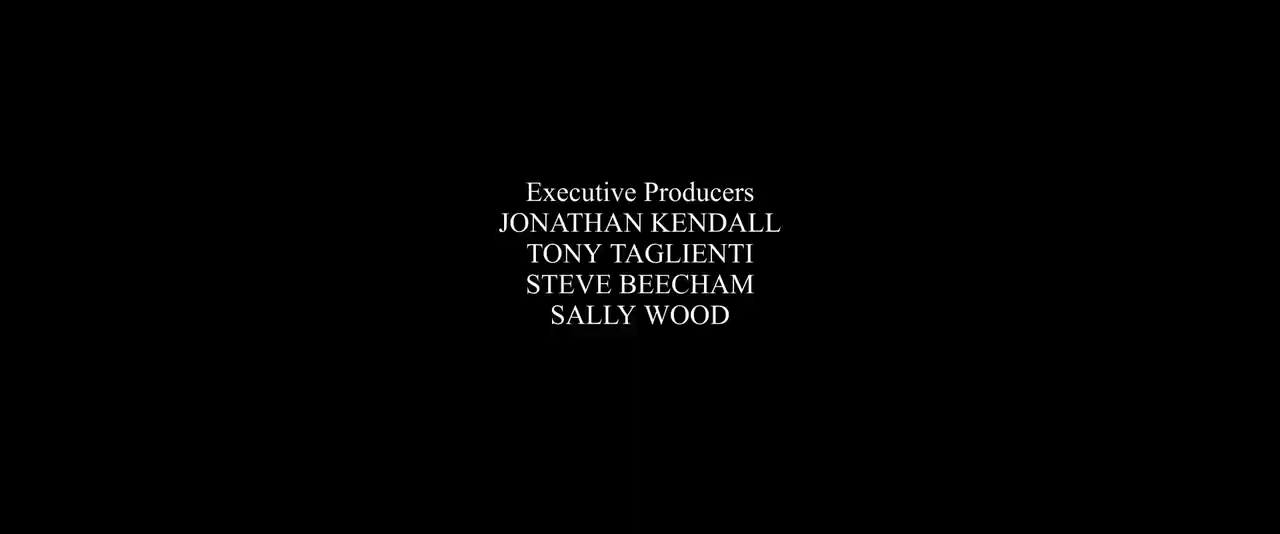 Executive Producers
JONATHAN KENDALL
TONY TAGLIENTI
STEVE BEECHAM
SALLY WOOD